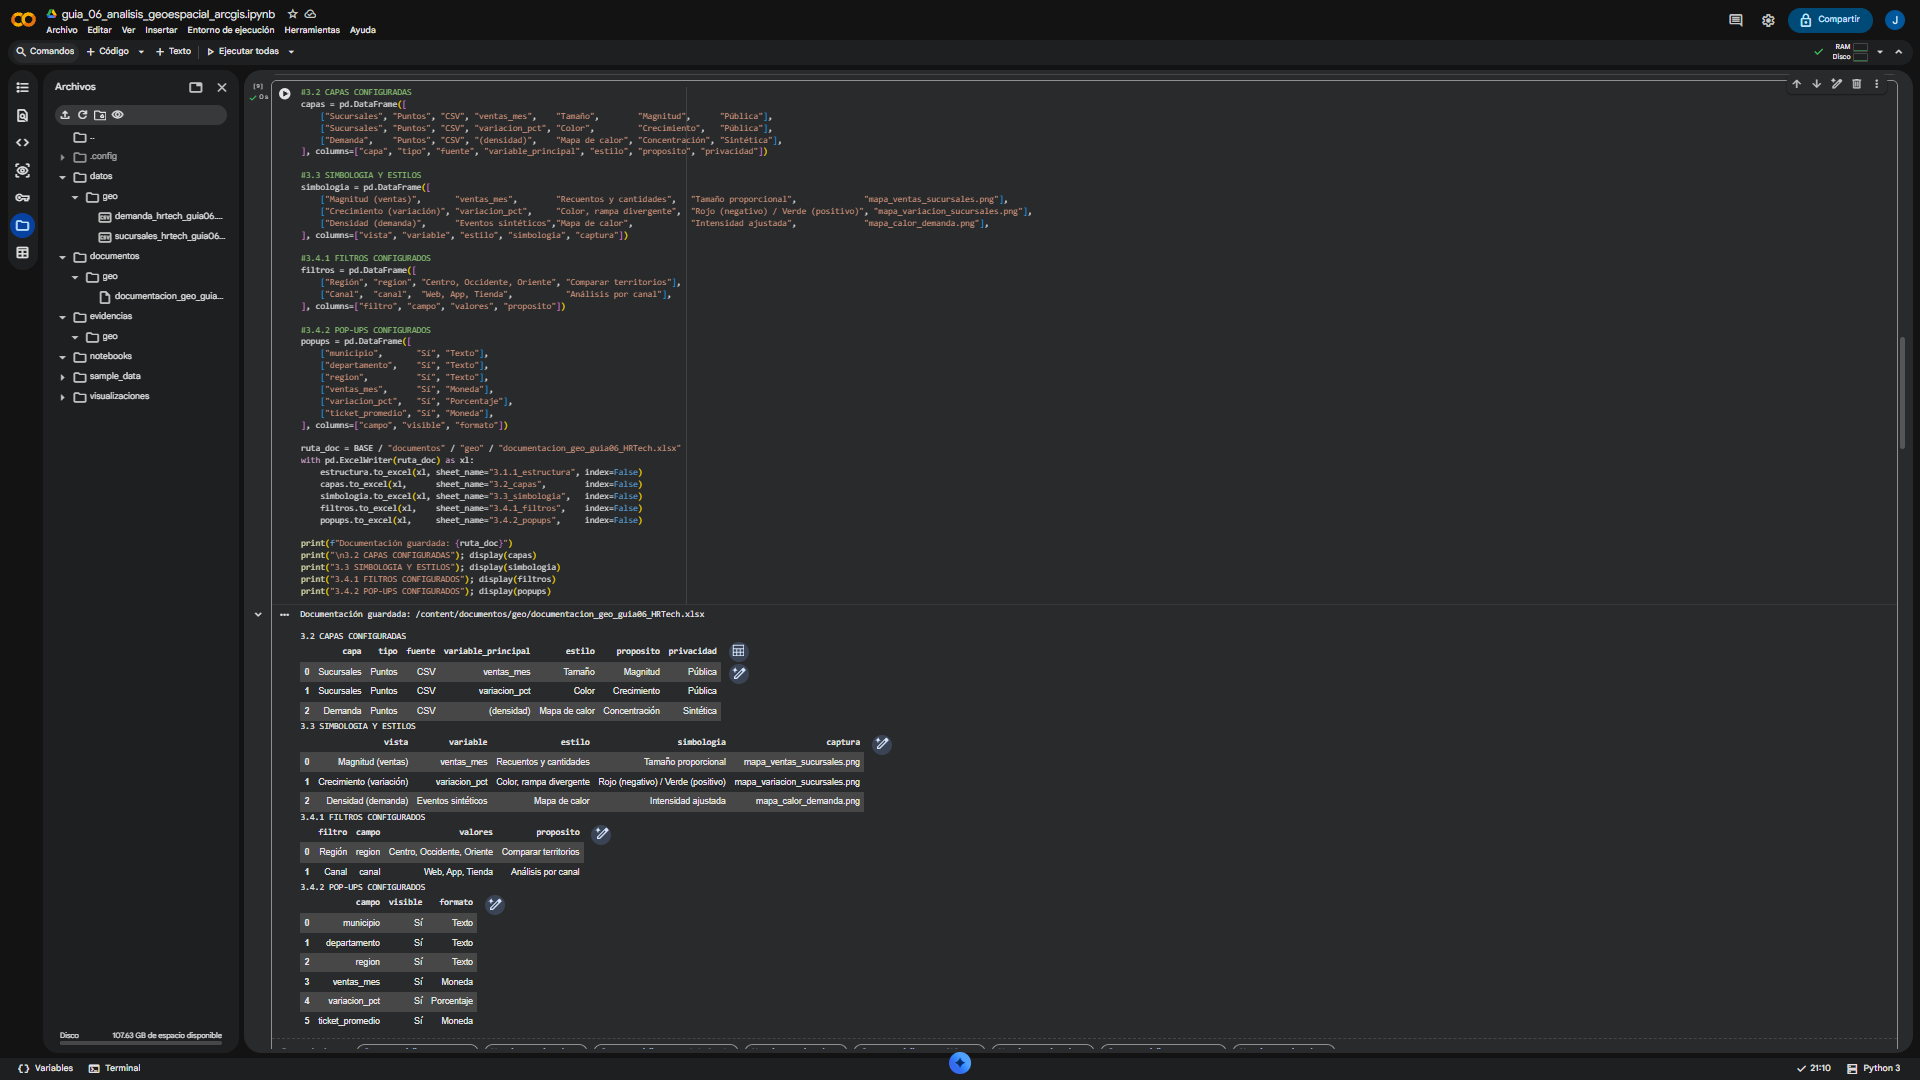 guia_06_analisis_geoespacial_arcgis.ipynb
Archivo Editar Ver Insertar Entorno de ejecución Herramientas Ayuda
Compartir
J
Comandos + Código + Texto Ejecutar todas
RAM
Disco
Archivos
..
.config
datos
geo
demanda_hrtech_guia06....
sucursales_hrtech_guia06...
documentos
geo
documentacion_geo_guia...
evidencias
geo
notebooks
sample_data
visualizaciones
Disco 107.63 GB de espacio disponible
[9]
0 s
#3.2 CAPAS CONFIGURADAS
capas = pd.DataFrame([
["Sucursales", "Puntos", "CSV", "ventas_mes", "Tamaño", "Magnitud", "Pública"],
["Sucursales", "Puntos", "CSV", "variacion_pct", "Color", "Crecimiento", "Pública"],
["Demanda", "Puntos", "CSV", "(densidad)", "Mapa de calor", "Concentración", "Sintética"],
], columns=["capa", "tipo", "fuente", "variable_principal", "estilo", "proposito", "privacidad"])
#3.3 SIMBOLOGIA Y ESTILOS
simbologia = pd.DataFrame([
["Magnitud (ventas)", "ventas_mes", "Recuentos y cantidades", "Tamaño proporcional", "mapa_ventas_sucursales.png"],
["Crecimiento (variación)", "variacion_pct", "Color, rampa divergente", "Rojo (negativo) / Verde (positivo)", "mapa_variacion_sucursales.png"],
["Densidad (demanda)", "Eventos sintéticos","Mapa de calor", "Intensidad ajustada", "mapa_calor_demanda.png"],
], columns=["vista", "variable", "estilo", "simbologia", "captura"])
#3.4.1 FILTROS CONFIGURADOS
filtros = pd.DataFrame([
["Región", "region", "Centro, Occidente, Oriente", "Comparar territorios"],
["Canal", "canal", "Web, App, Tienda", "Análisis por canal"],
], columns=["filtro", "campo", "valores", "proposito"])
#3.4.2 POP-UPS CONFIGURADOS
popups = pd.DataFrame([
["municipio", "Sí", "Texto"],
["departamento", "Sí", "Texto"],
["region", "Sí", "Texto"],
["ventas_mes", "Sí", "Moneda"],
["variacion_pct", "Sí", "Porcentaje"],
["ticket_promedio", "Sí", "Moneda"],
], columns=["campo", "visible", "formato"])
ruta_doc = BASE / "documentos" / "geo" / "documentacion_geo_guia06_HRTech.xlsx"
with pd.ExcelWriter(ruta_doc) as xl:
estructura.to_excel(xl, sheet_name="3.1.1_estructura", index=False)
capas.to_excel(xl, sheet_name="3.2_capas", index=False)
simbologia.to_excel(xl, sheet_name="3.3_simbologia", index=False)
filtros.to_excel(xl, sheet_name="3.4.1_filtros", index=False)
popups.to_excel(xl, sheet_name="3.4.2_popups", index=False)
print(f"Documentación guardada: {ruta_doc}")
print("\n3.2 CAPAS CONFIGURADAS"); display(capas)
print("3.3 SIMBOLOGIA Y ESTILOS"); display(simbologia)
print("3.4.1 FILTROS CONFIGURADOS"); display(filtros)
print("3.4.2 POP-UPS CONFIGURADOS"); display(popups)
Documentación guardada: /content/documentos/geo/documentacion_geo_guia06_HRTech.xlsx
3.2 CAPAS CONFIGURADAS
capa tipo fuente variable_principal estilo proposito privacidad
0 Sucursales Puntos CSV ventas_mes Tamaño Magnitud Pública
1 Sucursales Puntos CSV variacion_pct Color Crecimiento Pública
2 Demanda Puntos CSV (densidad) Mapa de calor Concentración Sintética
3.3 SIMBOLOGIA Y ESTILOS
vista variable estilo simbologia captura
0 Magnitud (ventas) ventas_mes Recuentos y cantidades Tamaño proporcional mapa_ventas_sucursales.png
1 Crecimiento (variación) variacion_pct Color, rampa divergente Rojo (negativo) / Verde (positivo) mapa_variacion_sucursales.png
2 Densidad (demanda) Eventos sintéticos Mapa de calor Intensidad ajustada mapa_calor_demanda.png
3.4.1 FILTROS CONFIGURADOS
filtro campo valores proposito
0 Región region Centro, Occidente, Oriente Comparar territorios
1 Canal canal Web, App, Tienda Análisis por canal
3.4.2 POP-UPS CONFIGURADOS
campo visible formato
0 municipio Sí Texto
1 departamento Sí Texto
2 region Sí Texto
3 ventas_mes Sí Moneda
4 variacion_pct Sí Porcentaje
5 ticket_promedio Sí Moneda
Variables Terminal
21:10 Python 3